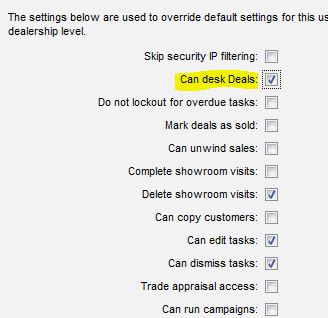 The settings below are used to override default settings for this us
dealership level.
Skip security IP filtering:
Can desk Deals:
Do not lockout for overdue tasks:
Mark deals as sold:
Can unwind sales:
Complete showroom visits:
Delete showroom visits:
Can copy customers:
Can edit tasks:
Can dismiss tasks:
Trade appraisal access:
Can run campaigns: